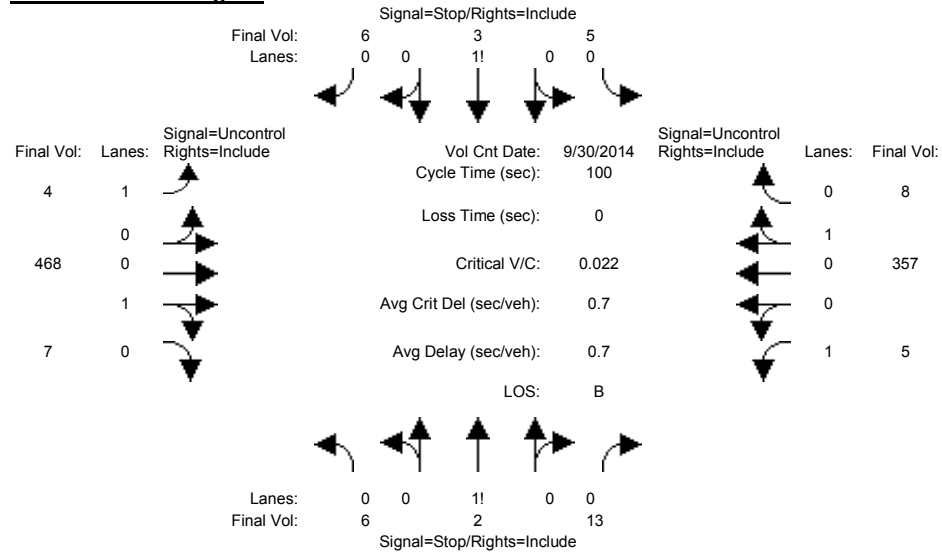 Signal=Stop/Rights=Include
Final Vol: 6 3 5
Lanes: 0 0 1! 0 0
Signal=Uncontrol
Final Vol: Lanes: Rights=Include
Vol Cnt Date: 9/30/2014
Signal=Uncontrol
Rights=Include Lanes: Final Vol:
Cycle Time (sec): 100
4 1
0 8
Loss Time (sec): 0
0
1
468 0
Critical V/C: 0.022
0 357
1
Avg Crit Del (sec/veh): 0.7
0
7 0
Avg Delay (sec/veh): 0.7
1 5
LOS: B
Lanes: 0 0 1! 0 0
Final Vol: 6 2 13
Signal=Stop/Rights=Include